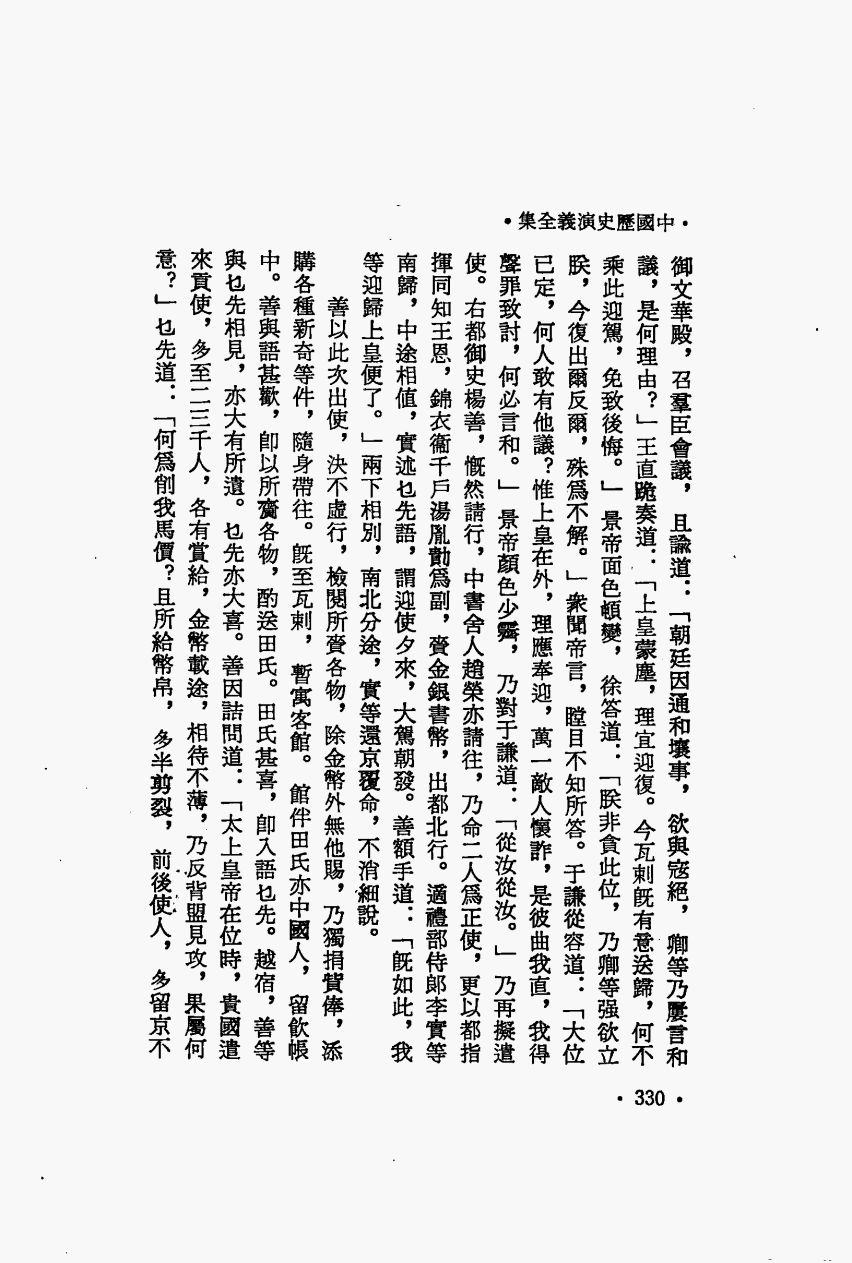 •中國歷史演義全集•
御文華殿，召羣臣會議，且諭道：「朝廷因通和壞事，欲與寇絕，卿等乃屢言和
議，是何理由？」王直跪奏道：「上皇蒙塵，理宜迎復。今瓦剌旣有意送歸，何不
乘此迎駕，免致後悔。」景帝面色頓變，徐答道：「朕非貪此位，乃卿等强欲立
朕，今復出爾反爾，殊爲不解。」衆聞帝言，瞠目不知所答。于謙從容道：「大位
已定，何人敢有他議？惟上皇在外，理應奉迎，萬一敵人懷詐，是彼曲我直，我得
聲罪致討，何必言和。」景帝顏色少霽，乃對于謙道：「從汝從汝。」乃再擬遣
使。右都御史楊善，慨然請行，中書舍人趙榮亦請往，乃命二人爲正使，更以都指
揮同知王恩，錦衣衞千戶湯胤勣爲副，齎金銀書幣，出都北行。適禮部侍郞李實等
南歸，中途相値，實述乜先語，謂迎使夕來，大駕朝發。善額手道：「旣如此，我
等迎歸上皇便了。」兩下相別，南北分途，實等還京覆命，不消細說。
善以此次出使，決不虛行，檢閱所齎各物，除金幣外無他賜，乃獨捐貲俸，添
購各種新奇等件，隨身帶往。旣至瓦剌，暫寓客館。館伴田氏亦中國人，留飮帳
中。善與語甚歡，卽以所齎各物，酌送田氏。田氏甚喜，卽入語乜先。越宿，善等
與乜先相見，亦大有所遺。乜先亦大喜。善因詰問道：「太上皇帝在位時，貴國遣
來貢使，多至二三千人，各有賞給，金幣載途，相待不薄，乃反背盟見攻，果屬何
意？」乜先道：「何爲削我馬價？且所給幣帛，多半剪裂，前後使人，多留京不
•330•